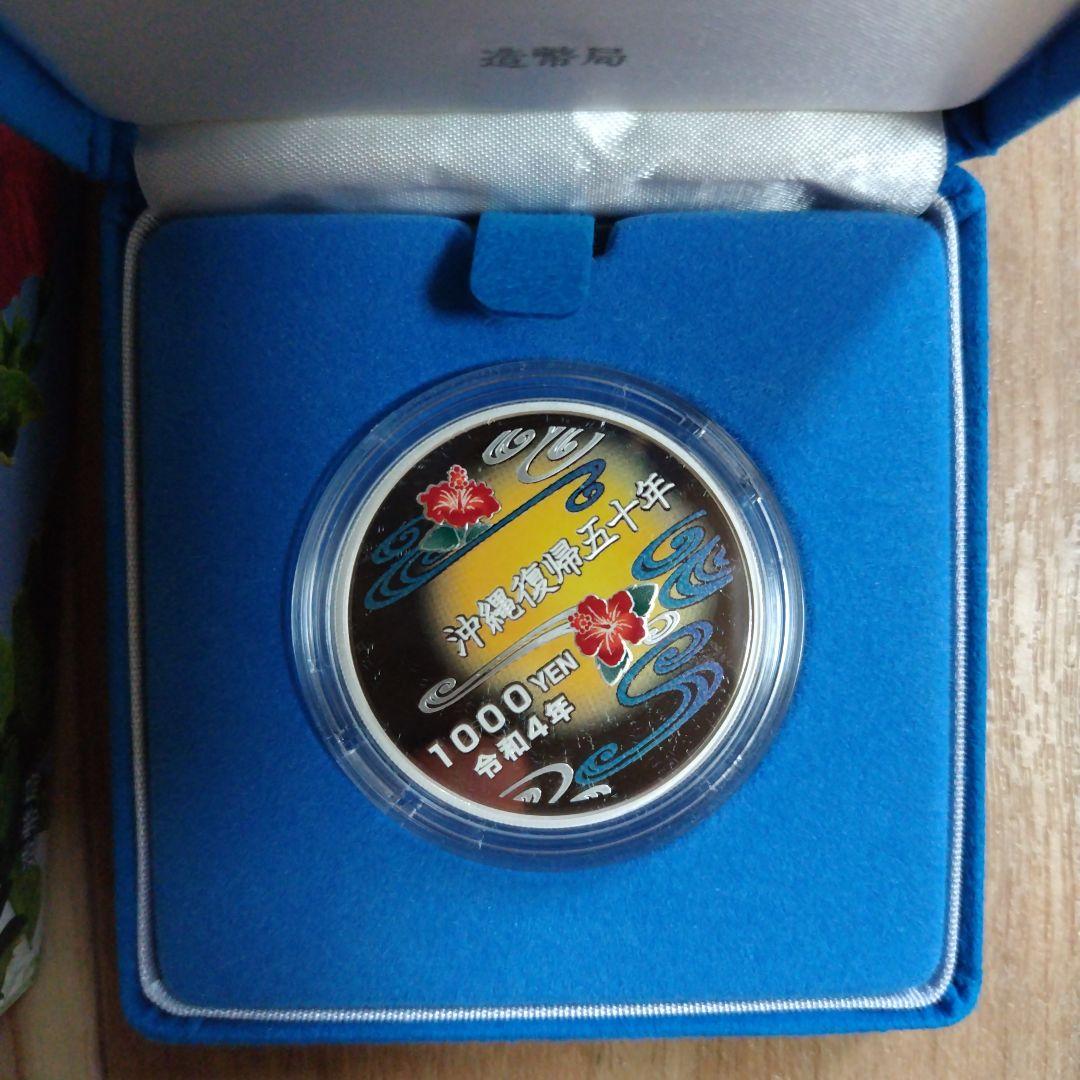 造幣局
沖縄復帰五十年
1000 YEN
令和4年